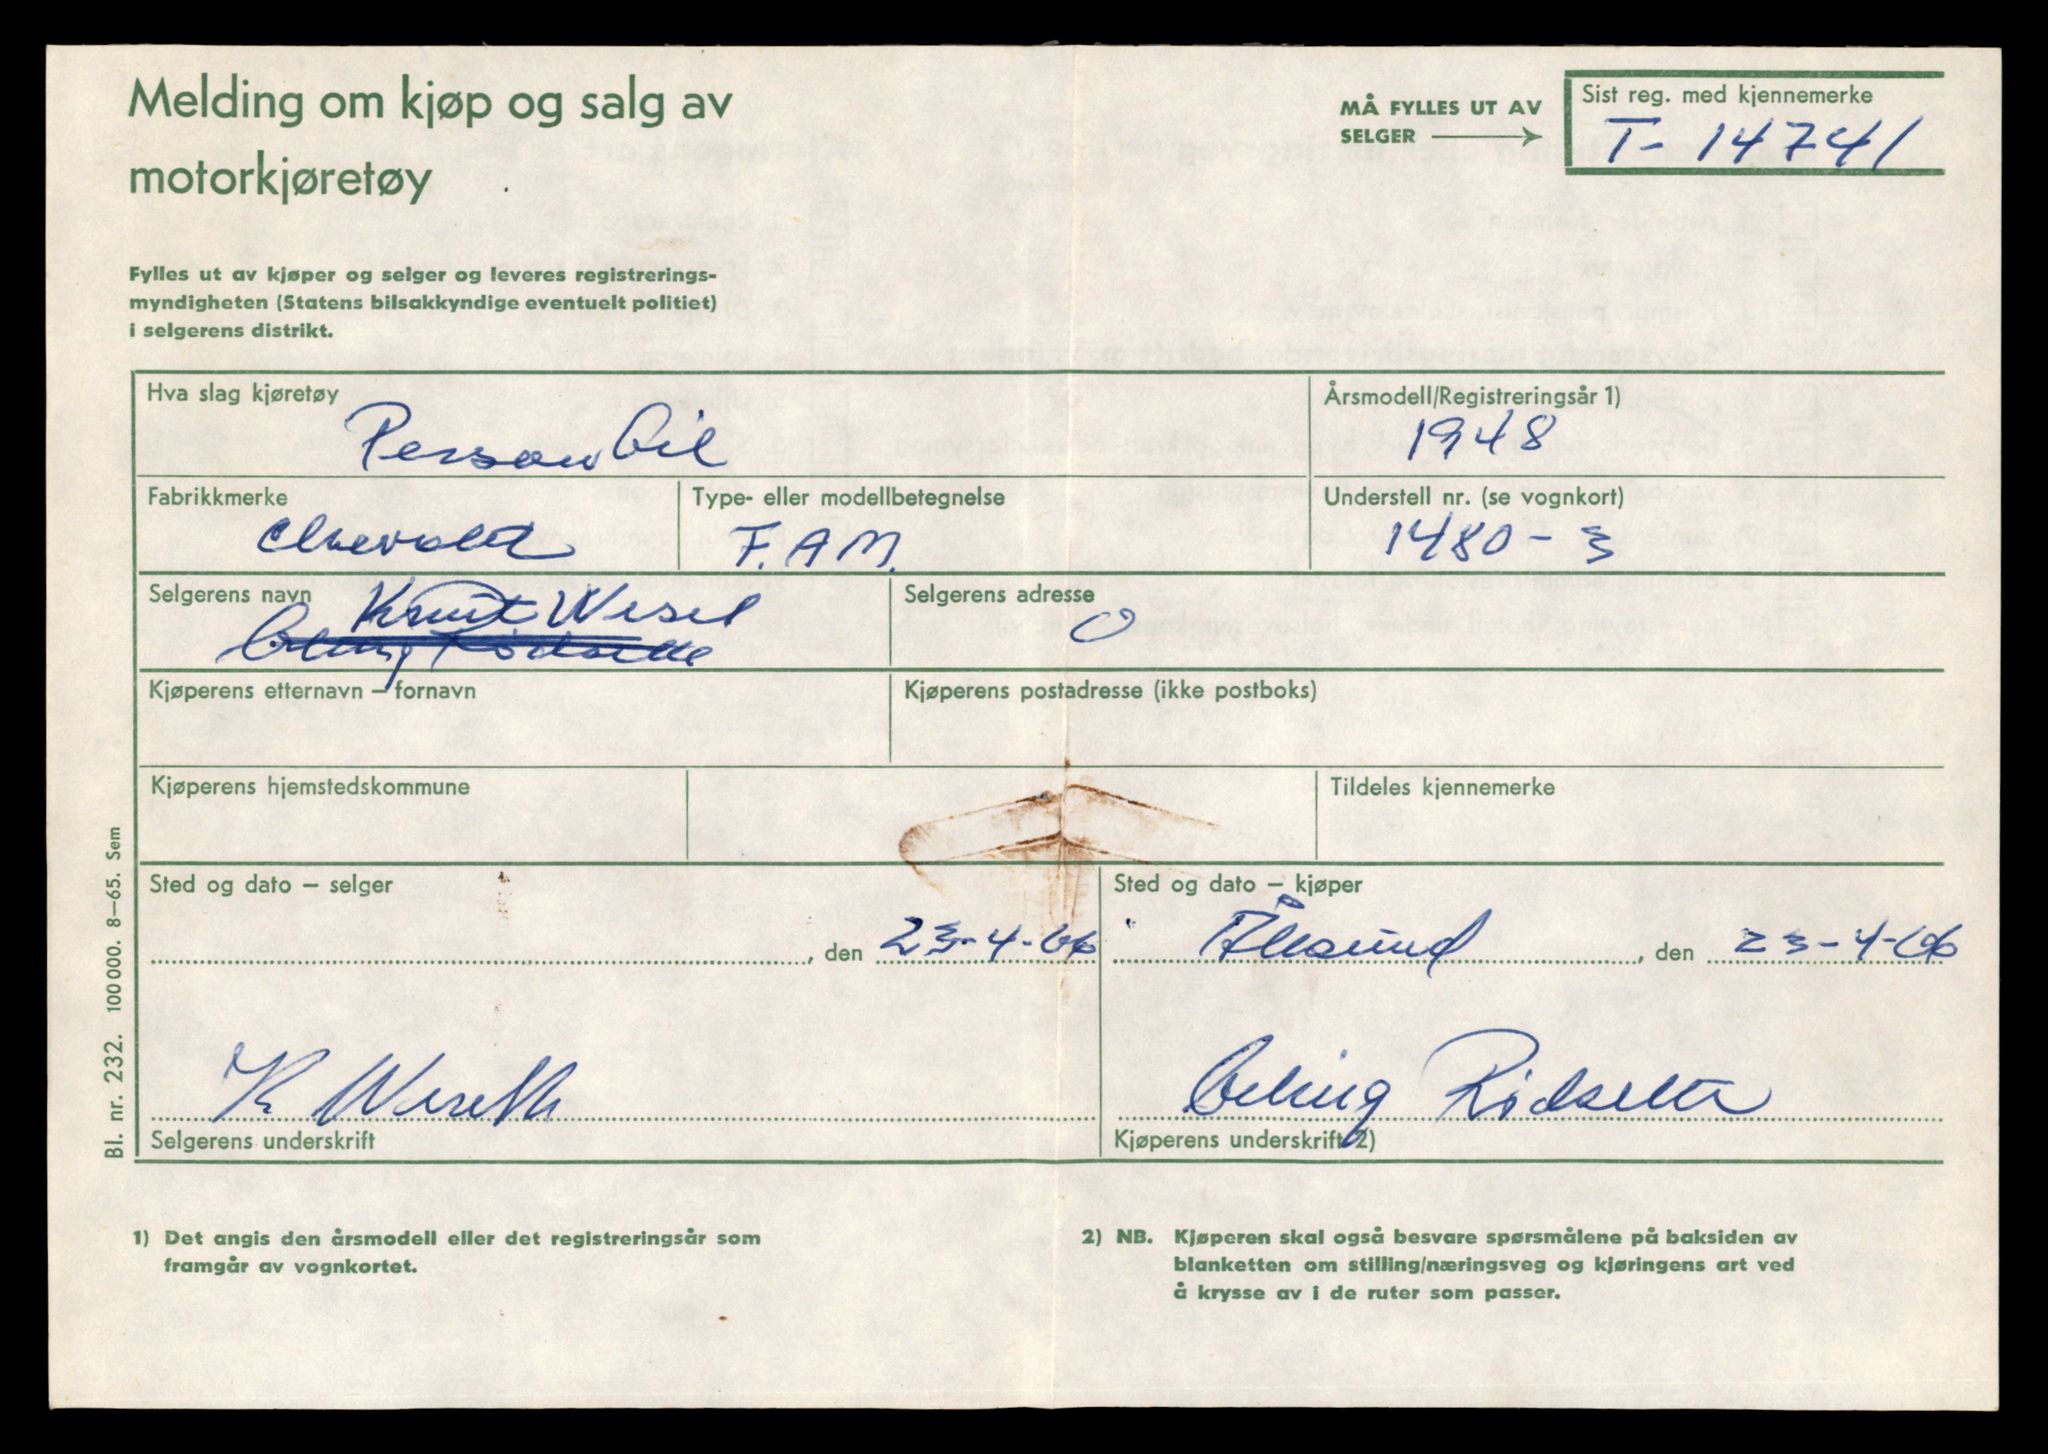 Melding om kjøp og salg av
motorkjøretøy
MÅ FYLLES UT AV
SELGER
Sist reg. med kjennemerke
T- 14741
Fylles ut av kjøper og selger og leveres registrerings-
myndigheten (Statens bilsakkyndige eventuelt politiet)
i selgerens distrikt.
Hva slag kjøretøy
Personbil
Årsmodell/Registreringsår 1)
1948
Fabrikkmerke
Chevrolet
Type- eller modellbetegnelse
F.A.M.
Understell nr. (se vognkort)
1480-3
Selgerens navn
Knut Wesel
Selgerens adresse
Kjøperens etternavn – fornavn
Kjøperens postadresse (ikke postboks)
Kjøperens hjemstedskommune
Tildeles kjennemerke
Sted og dato – selger
, den 23-4-66
Sted og dato – kjøper
Ålesund, den 23-4-66
K Weseth
Selgerens underskrift
Rødsette
Kjøperens underskrift 2)
Bl. nr. 232. 100 000. 8–65. Sem
1) Det angis den årsmodell eller det registreringsår som
framgår av vognkortet.
2) NB. Kjøperen skal også besvare spørsmålene på baksiden av
blanketten om stilling/næringsveg og kjøringens art ved
å krysse av i de ruter som passer.